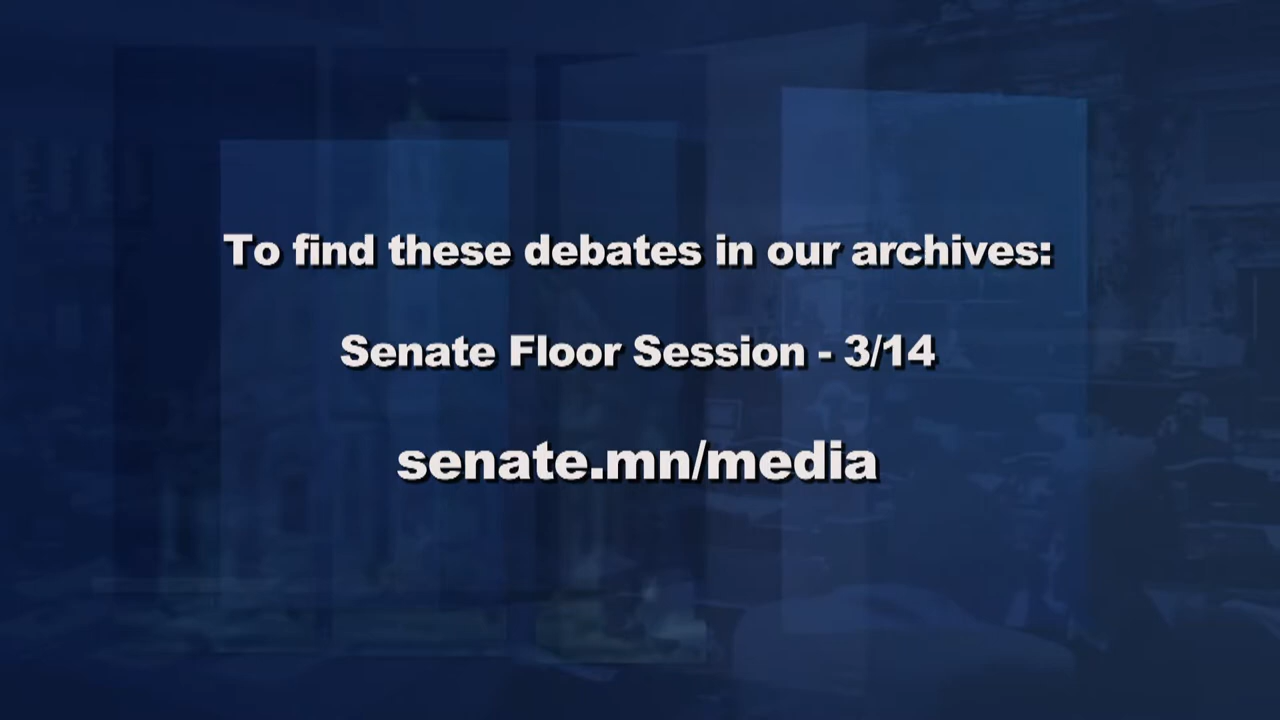 To find these debates in our archives:
Senate Floor Session - 3/14
senate.mn/media